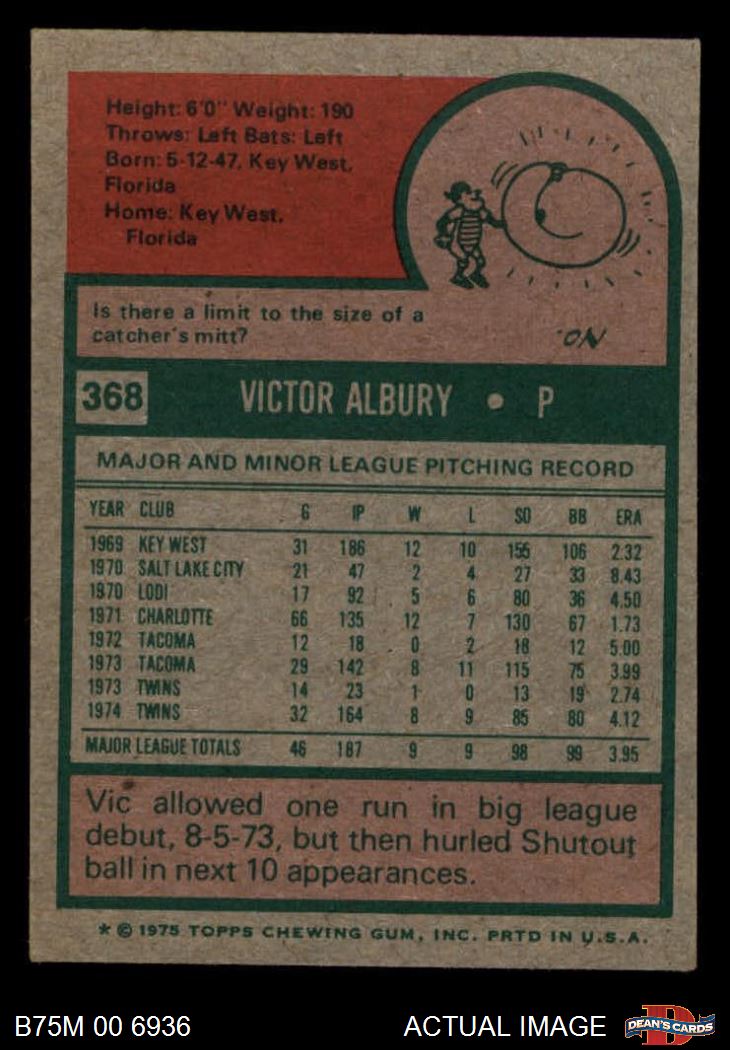 Height: 6'0" Weight: 190
Throws: Left Bats: Left
Born: 5-12-47, Key West,
Florida
Home: Key West,
Florida
Is there a limit to the size of a
catcher's mitt?
No.
368 VICTOR ALBURY • P
MAJOR AND MINOR LEAGUE PITCHING RECORD
YEAR CLUB G IP W L SO BB ERA
1969 KEY WEST 31 186 12 10 155 106 2.32
1970 SALT LAKE CITY 21 47 2 4 27 33 8.43
1970 LODI 17 92 5 6 80 36 4.50
1971 CHARLOTTE 66 135 12 7 130 67 1.73
1972 TACOMA 12 18 0 2 18 12 5.00
1973 TACOMA 29 142 8 11 115 75 3.99
1973 TWINS 14 23 1 0 13 19 2.74
1974 TWINS 32 164 8 9 85 80 4.12
MAJOR LEAGUE TOTALS 46 187 9 9 98 99 3.95
Vic allowed one run in big league
debut, 8-5-73, but then hurled Shutout
ball in next 10 appearances.
* © 1975 TOPPS CHEWING GUM, INC. PRTD IN U.S.A.
B75M 00 6936 ACTUAL IMAGE
DEAN'S CARDS